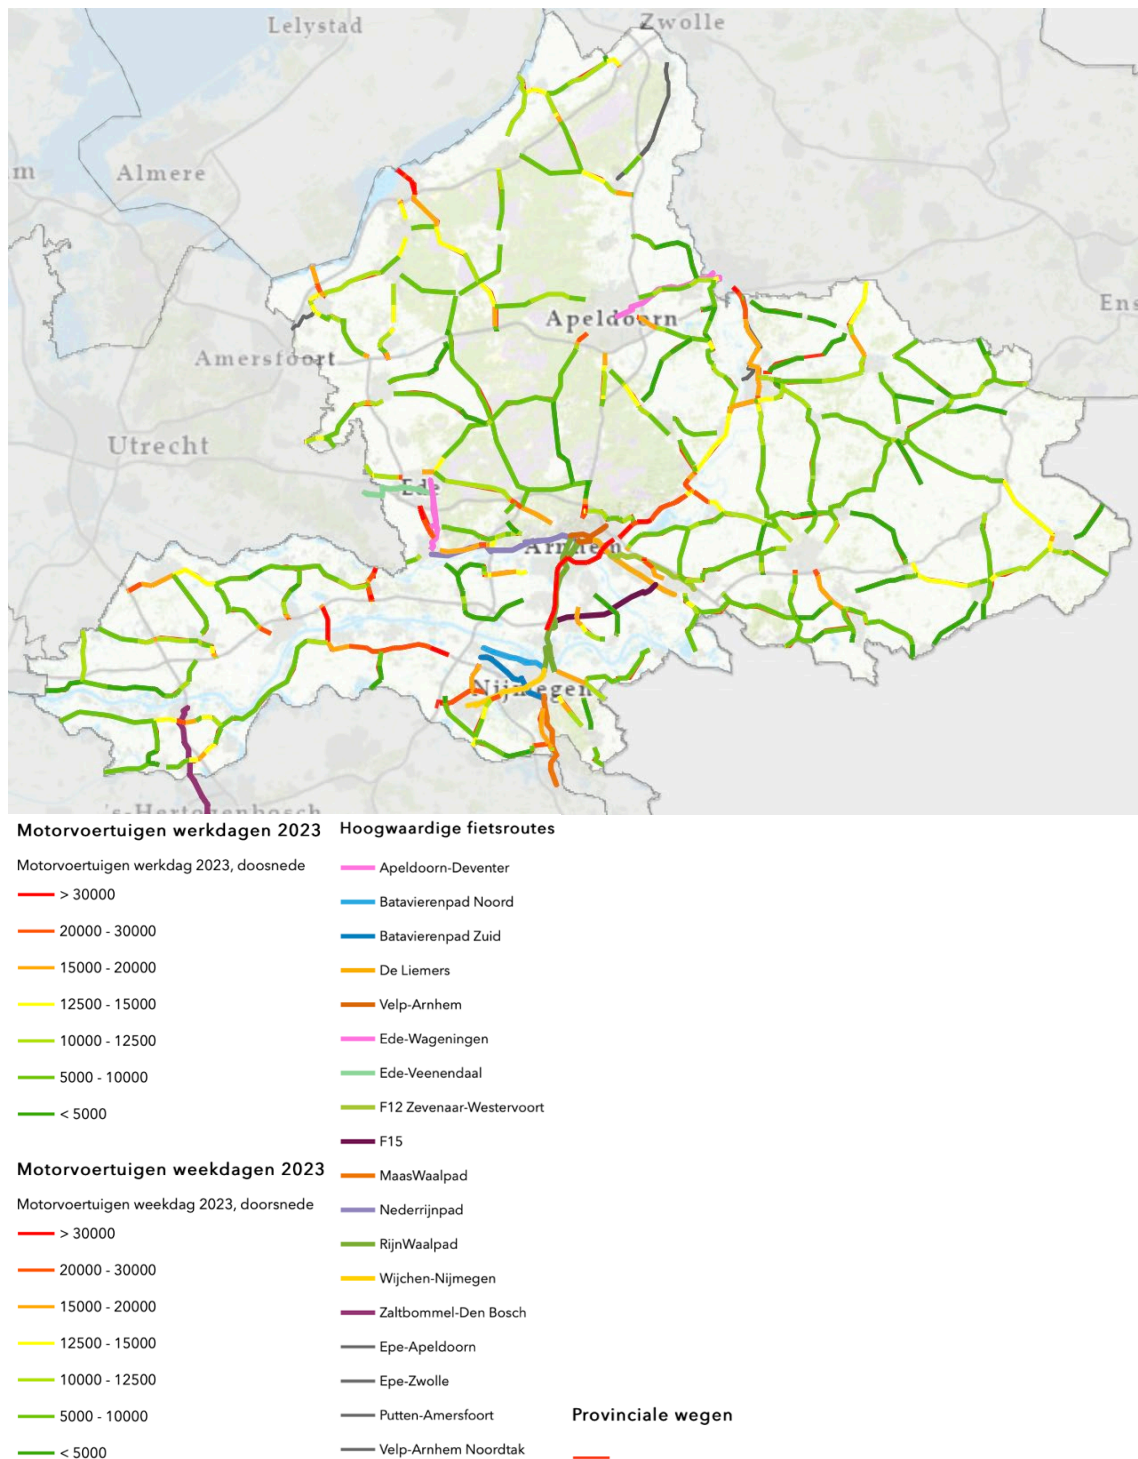 Lelystad
Zwolle
m
Almere
Apeldoorn
Ens
Amersfoort
Utrecht
Ede
Arnhem
Nijmegen
's-Hertogenbosch
Motorvoertuigen werkdagen 2023
Motorvoertuigen werkdag 2023, doosnede
> 30000
20000 - 30000
15000 - 20000
12500 - 15000
10000 - 12500
5000 - 10000
< 5000
Motorvoertuigen weekdagen 2023
Motorvoertuigen weekdag 2023, doorsnede
> 30000
20000 - 30000
15000 - 20000
12500 - 15000
10000 - 12500
5000 - 10000
< 5000
Hoogwaardige fietsroutes
Apeldoorn-Deventer
Batavierenpad Noord
Batavierenpad Zuid
De Liemers
Velp-Arnhem
Ede-Wageningen
Ede-Veenendaal
F12 Zevenaar-Westervoort
F15
MaasWaalpad
Nederrijnpad
RijnWaalpad
Wijchen-Nijmegen
Zaltbommel-Den Bosch
Epe-Apeldoorn
Epe-Zwolle
Putten-Amersfoort
Velp-Arnhem Noordtak
Provinciale wegen